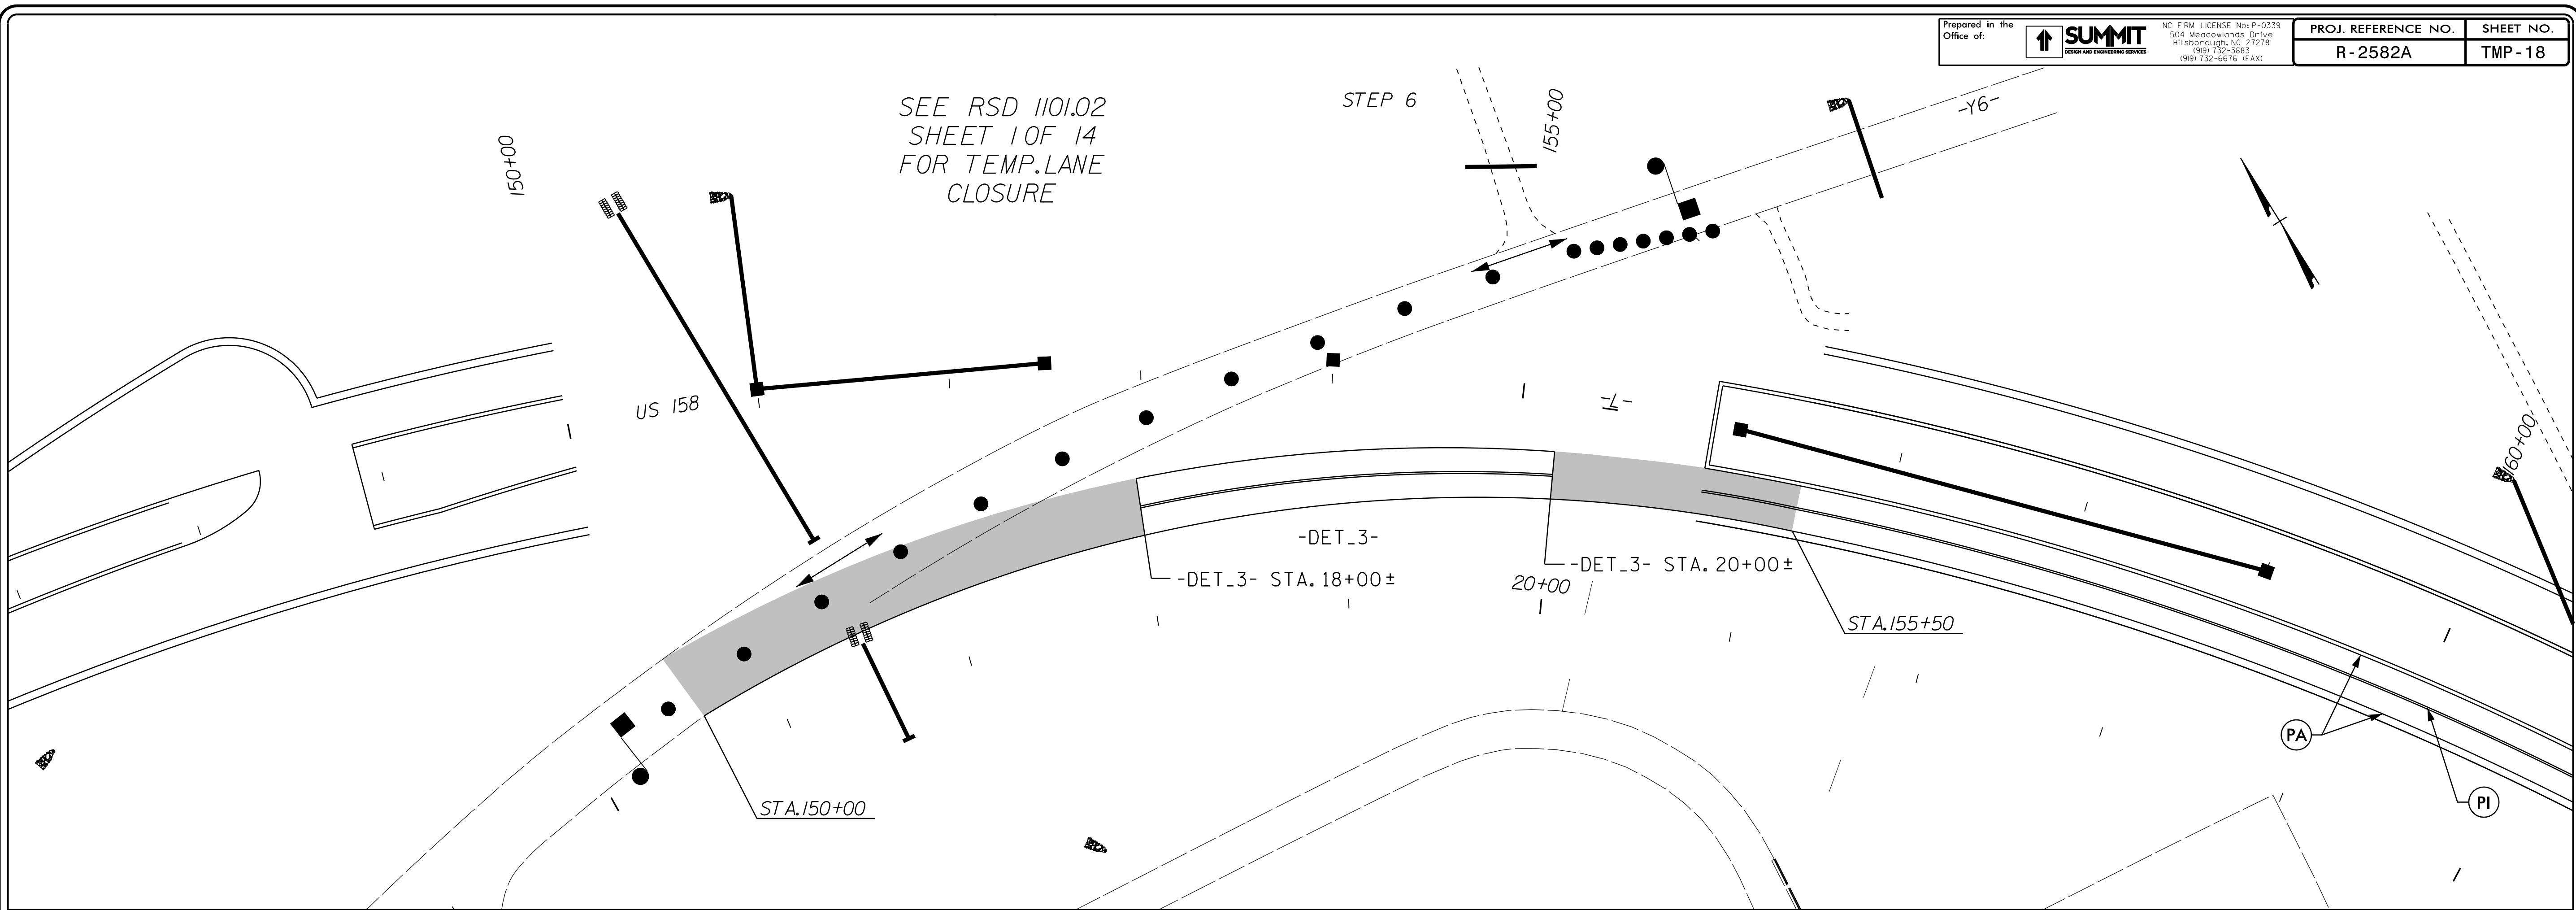 Prepared in the
Office of:
SUMMIT
DESIGN AND ENGINEERING SERVICES
NC FIRM LICENSE No: P-0339
504 Meadowlands Drive
Hillsborough, NC 27278
(919) 732-3883
(919) 732-6676 (FAX)
PROJ. REFERENCE NO.
SHEET NO.
R-2582A
TMP-18
SEE RSD 1101.02
SHEET 1 OF 14
FOR TEMP. LANE
CLOSURE
STEP 6
150+00
155+00
-Y6-
US 158
-L-
160+00
-DET_3-
-DET_3- STA. 18+00±
-DET_3- STA. 20+00±
20+00
STA. 155+50
STA. 150+00
PA
PI